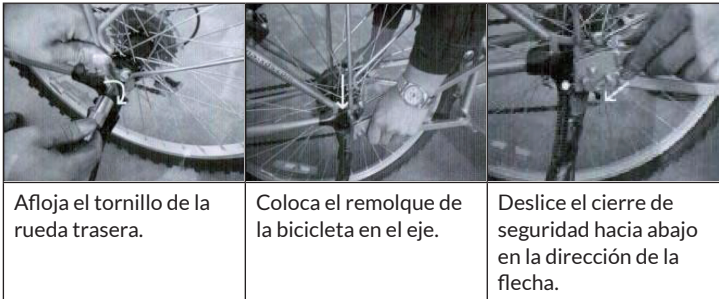 Afloja el tornillo de la
rueda trasera.
Coloca el remolque de
la bicicleta en el eje.
Deslice el cierre de
seguridad hacia abajo
en la dirección de la
flecha.